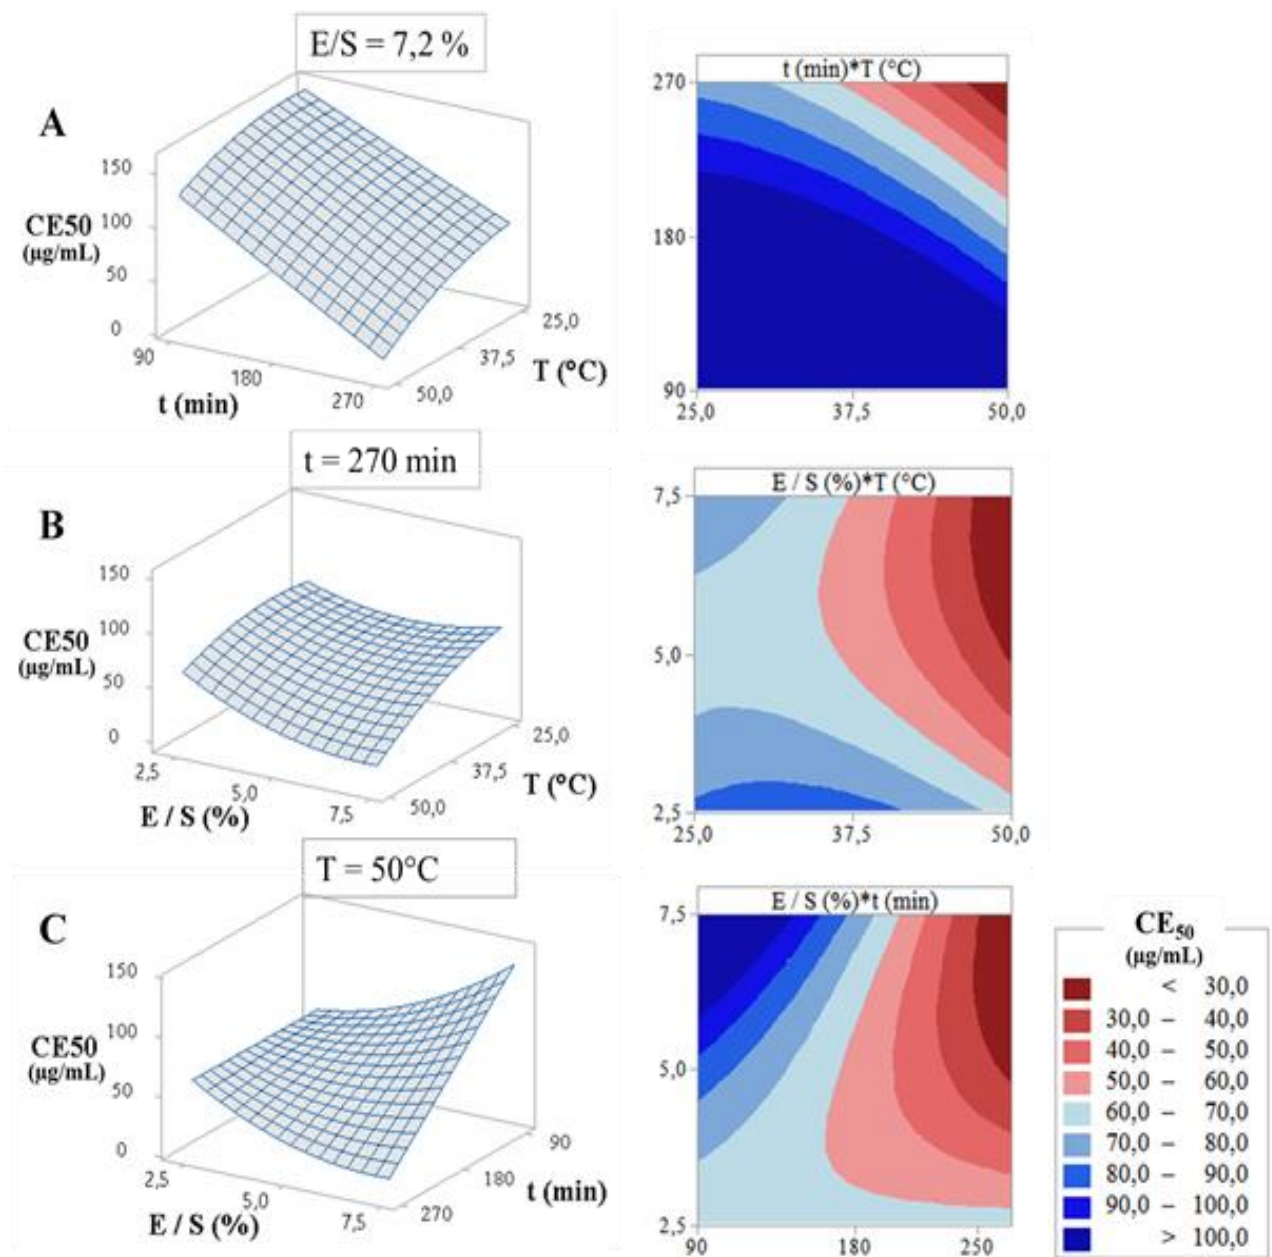 E/S = 7,2 %
A
150
100
50
0
CE50
(µg/mL)
90
180
270
t (min)
50,0
37,5
25,0
T (°C)
t (min)*T (°C)
270
180
90
25,0
37,5
50,0
t = 270 min
B
150
100
50
0
CE50
(µg/mL)
2,5
5,0
7,5
E / S (%)
50,0
37,5
25,0
T (°C)
E / S (%)*T (°C)
7,5
5,0
2,5
25,0
37,5
50,0
T = 50°C
C
150
100
50
0
CE50
(µg/mL)
2,5
5,0
7,5
E / S (%)
270
180
90
t (min)
E / S (%)*t (min)
7,5
5,0
2,5
90
180
250
CE₅₀
(µg/mL)
< 30,0
30,0 – 40,0
40,0 – 50,0
50,0 – 60,0
60,0 – 70,0
70,0 – 80,0
80,0 – 90,0
90,0 – 100,0
> 100,0